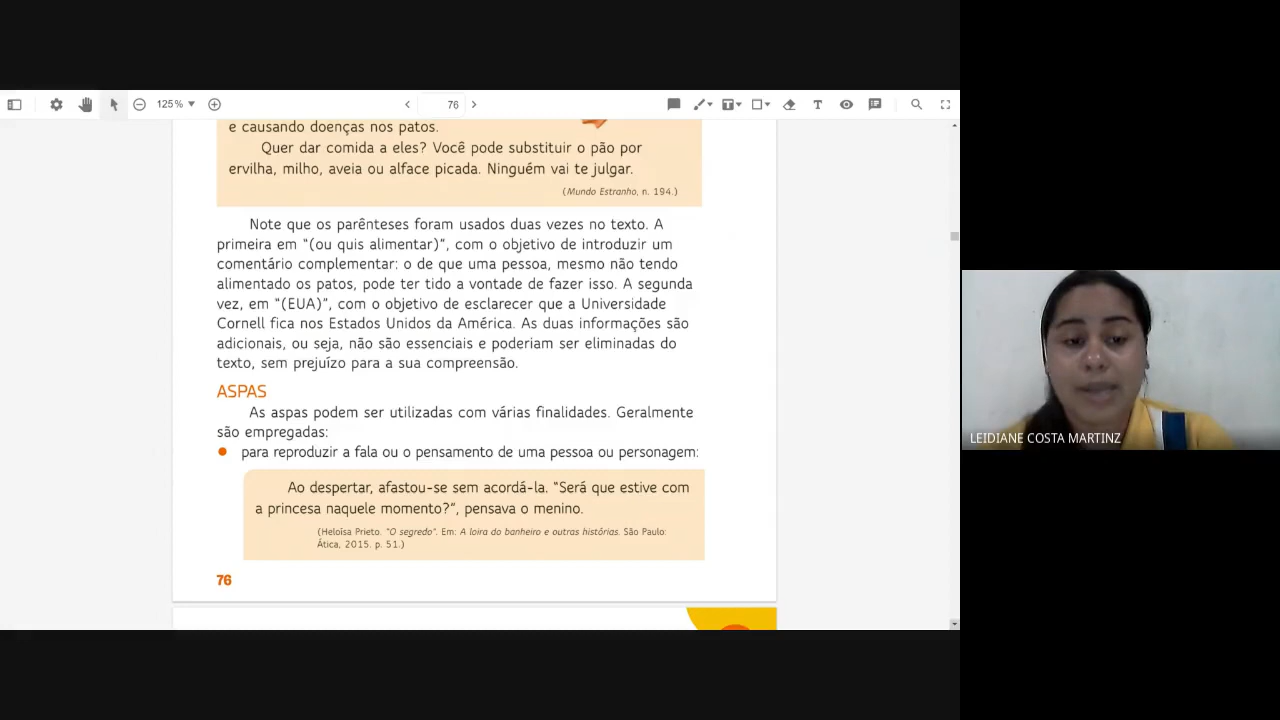 125%
76
e causando doenças nos patos.
Quer dar comida a eles? Você pode substituir o pão por
ervilha, milho, aveia ou alface picada. Ninguém vai te julgar.
(Mundo Estranho, n. 194.)
Note que os parênteses foram usados duas vezes no texto. A
primeira em “(ou quis alimentar)”, com o objetivo de introduzir um
comentário complementar: o de que uma pessoa, mesmo não tendo
alimentado os patos, pode ter tido a vontade de fazer isso. A segunda
vez, em “(EUA)”, com o objetivo de esclarecer que a Universidade
Cornell fica nos Estados Unidos da América. As duas informações são
adicionais, ou seja, não são essenciais e poderiam ser eliminadas do
texto, sem prejuízo para a sua compreensão.
ASPAS
As aspas podem ser utilizadas com várias finalidades. Geralmente
são empregadas:
• para reproduzir a fala ou o pensamento de uma pessoa ou personagem:
Ao despertar, afastou-se sem acordá-la. “Será que estive com
a princesa naquele momento?”, pensava o menino.
(Heloísa Prieto. “O segredo”. Em: A loira do banheiro e outras histórias. São Paulo:
Ática, 2015. p. 51.)
76
LEIDIANE COSTA MARTINZ